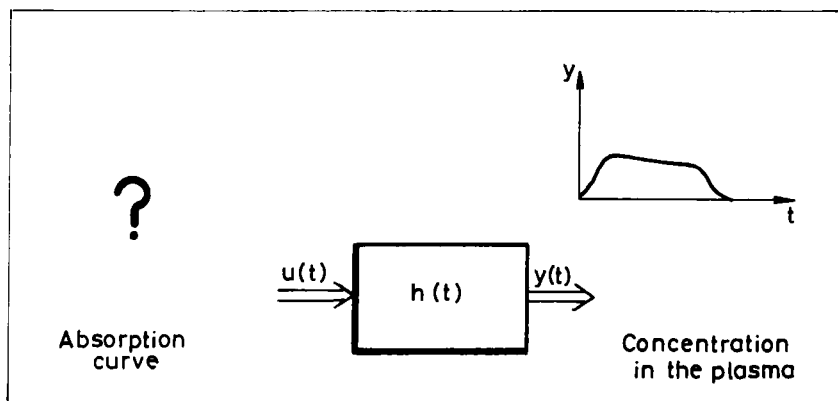 y
t
?
u(t)
h(t)
y(t)
Absorption
curve
Concentration
in the plasma